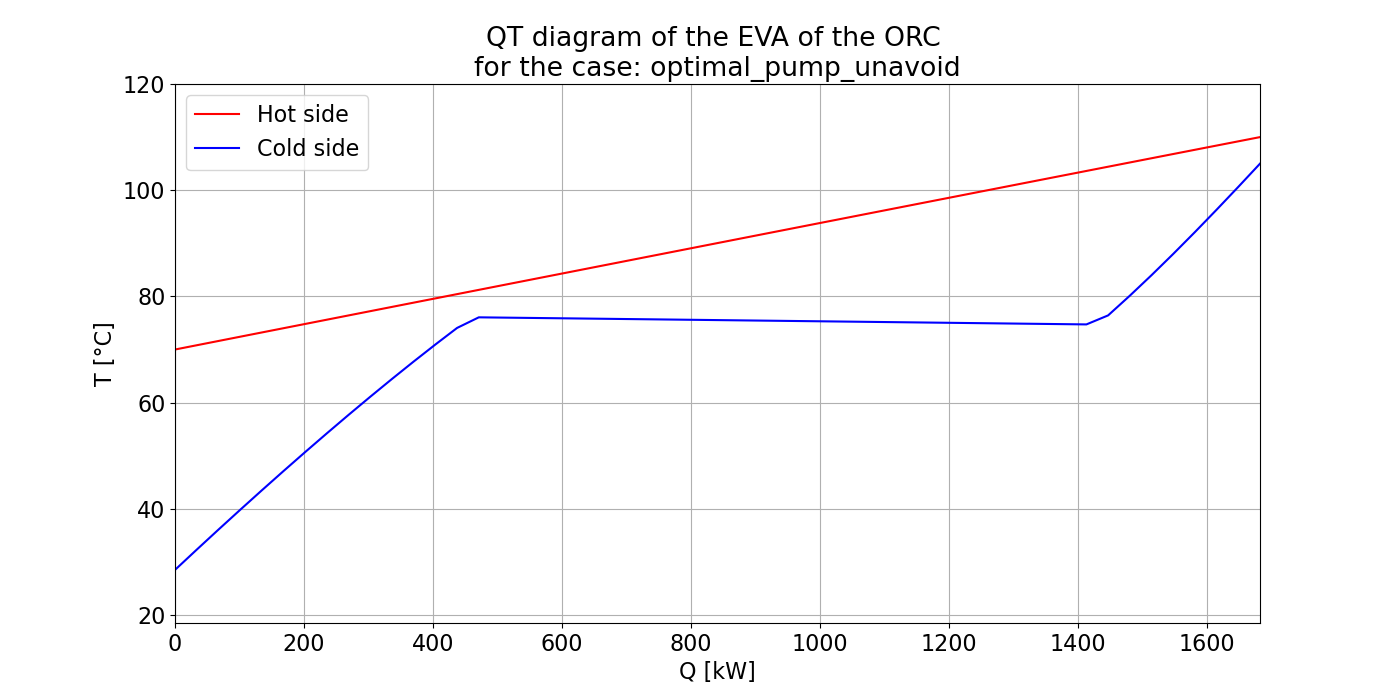 QT diagram of the EVA of the ORC
for the case: optimal_pump_unavoid
120
100
80
60
40
20
T [°C]
Hot side
Cold side
0 200 400 600 800 1000 1200 1400 1600
Q [kW]